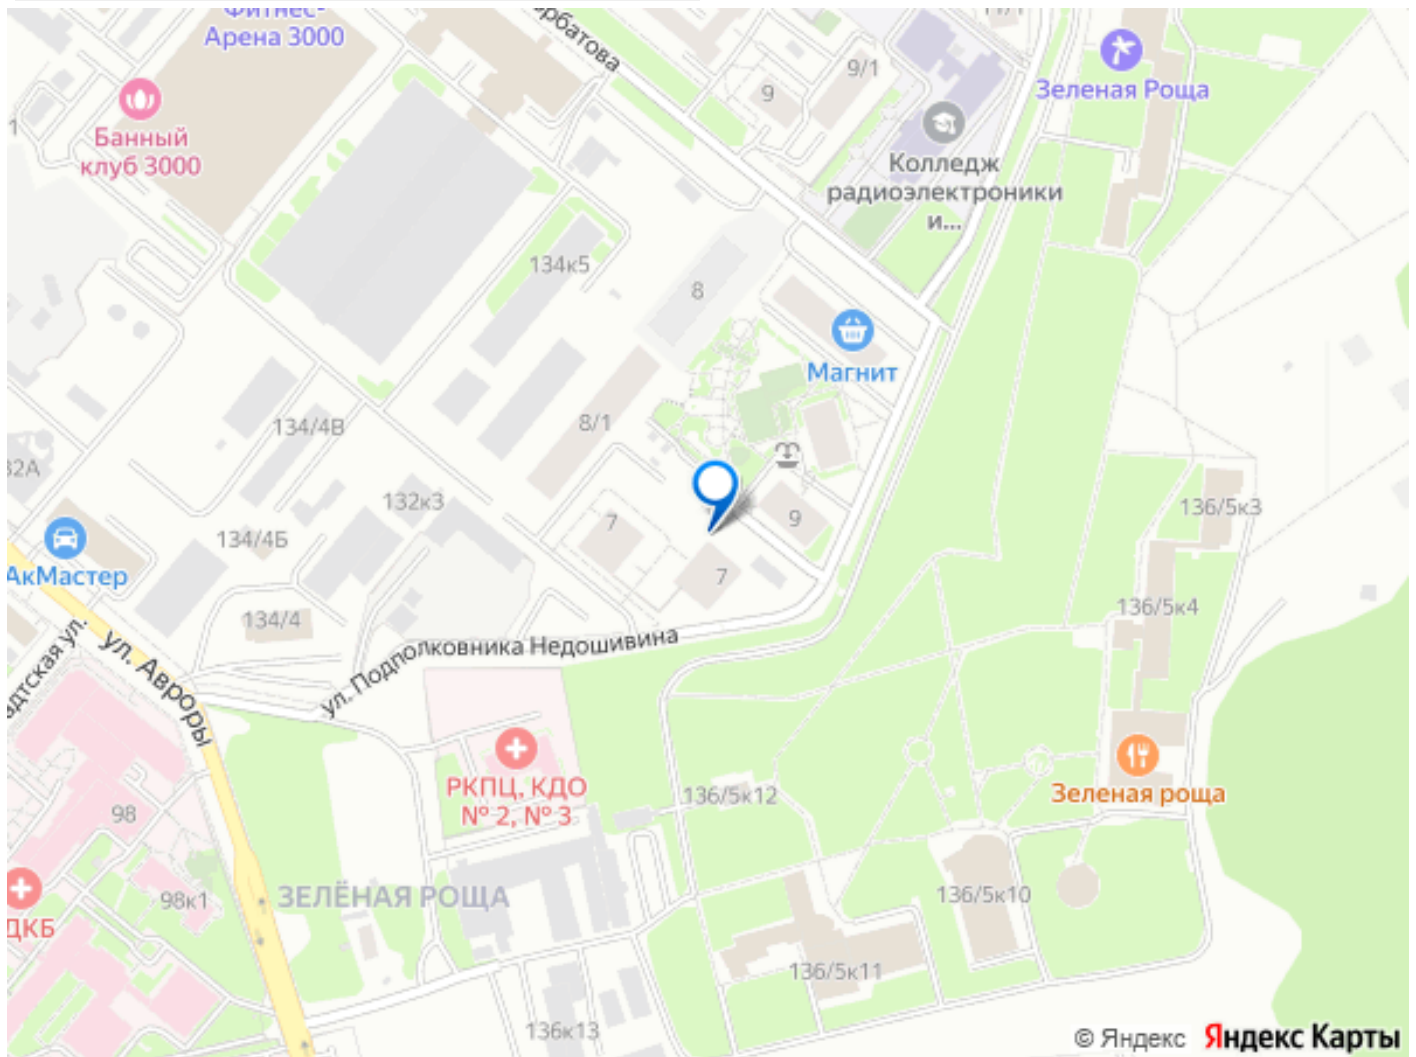 Фитнес-
Арена 3000
Банный
клуб 3000
1
9
9/1
11/1
Зеленая Роща
Колледж
радиоэлектроники
и...
134к5
8
Магнит
134/4В
8/1
132к3
134/4Б
АкМастер
134/4
7
9
7
136/5к3
136/5к4
ул. Подполковника Недошивина
ул. Авроры
РКПЦ, КДО
№ 2, № 3
136/5к12
Зеленая роща
98
98к1
ЗЕЛЁНАЯ РОЩА
136/5к10
ДКБ
136/5к11
136к13
© Яндекс Яндекс Карты